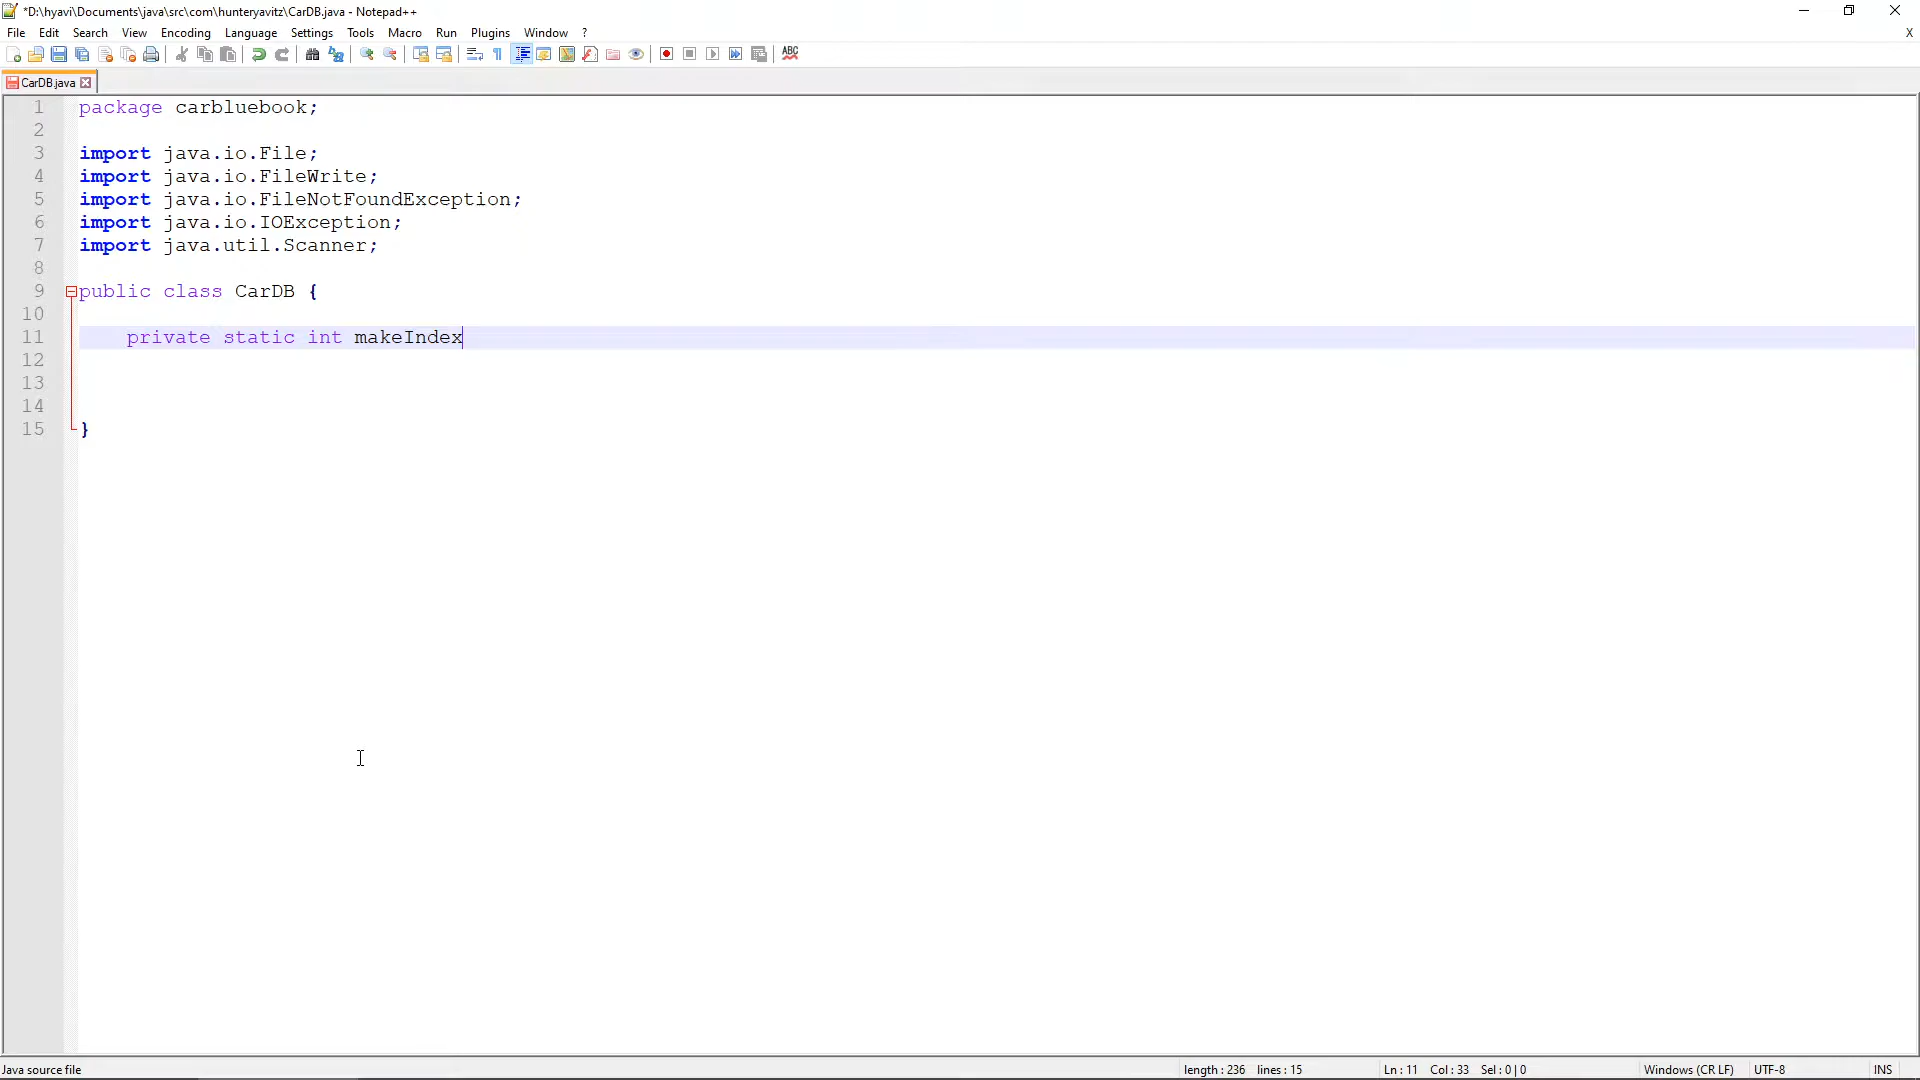 *D:\hyavi\Documents\java\src\com\hunteryavitz\CarDB.java - Notepad++
File Edit Search View Encoding Language Settings Tools Macro Run Plugins Window ? X
ABC
CarDB.java
1 package carbluebook;
2
3 import java.io.File;
4 import java.io.FileWrite;
5 import java.io.FileNotFoundException;
6 import java.io.IOException;
7 import java.util.Scanner;
8
9 public class CarDB {
10
11 private static int makeIndex
12
13
14
15 }
Java source file length : 236 lines : 15 Ln : 11 Col : 33 Sel : 0 | 0 Windows (CR LF) UTF-8 INS